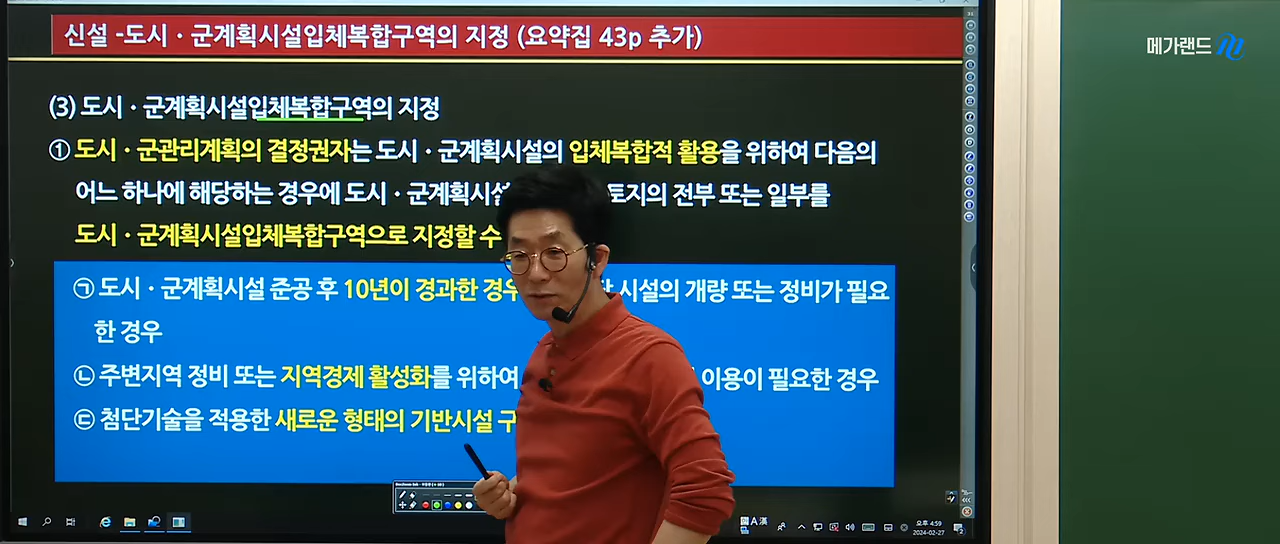 신설 -도시 · 군계획시설입체복합구역의 지정 (요약집 43p 추가)
메가랜드
(3) 도시 · 군계획시설입체복합구역의 지정
① 도시 · 군관리계획의 결정권자는 도시 · 군계획시설의 입체복합적 활용을 위하여 다음의
어느 하나에 해당하는 경우에 도시 · 군계획시설 토지의 전부 또는 일부를
도시 · 군계획시설입체복합구역으로 지정할 수
㉠ 도시 · 군계획시설 준공 후 10년이 경과한 경우 시설의 개량 또는 정비가 필요
한 경우
㉡ 주변지역 정비 또는 지역경제 활성화를 위하여 이용이 필요한 경우
㉢ 첨단기술을 적용한 새로운 형태의 기반시설 구
A 漢
오후 4:59
2024-02-27